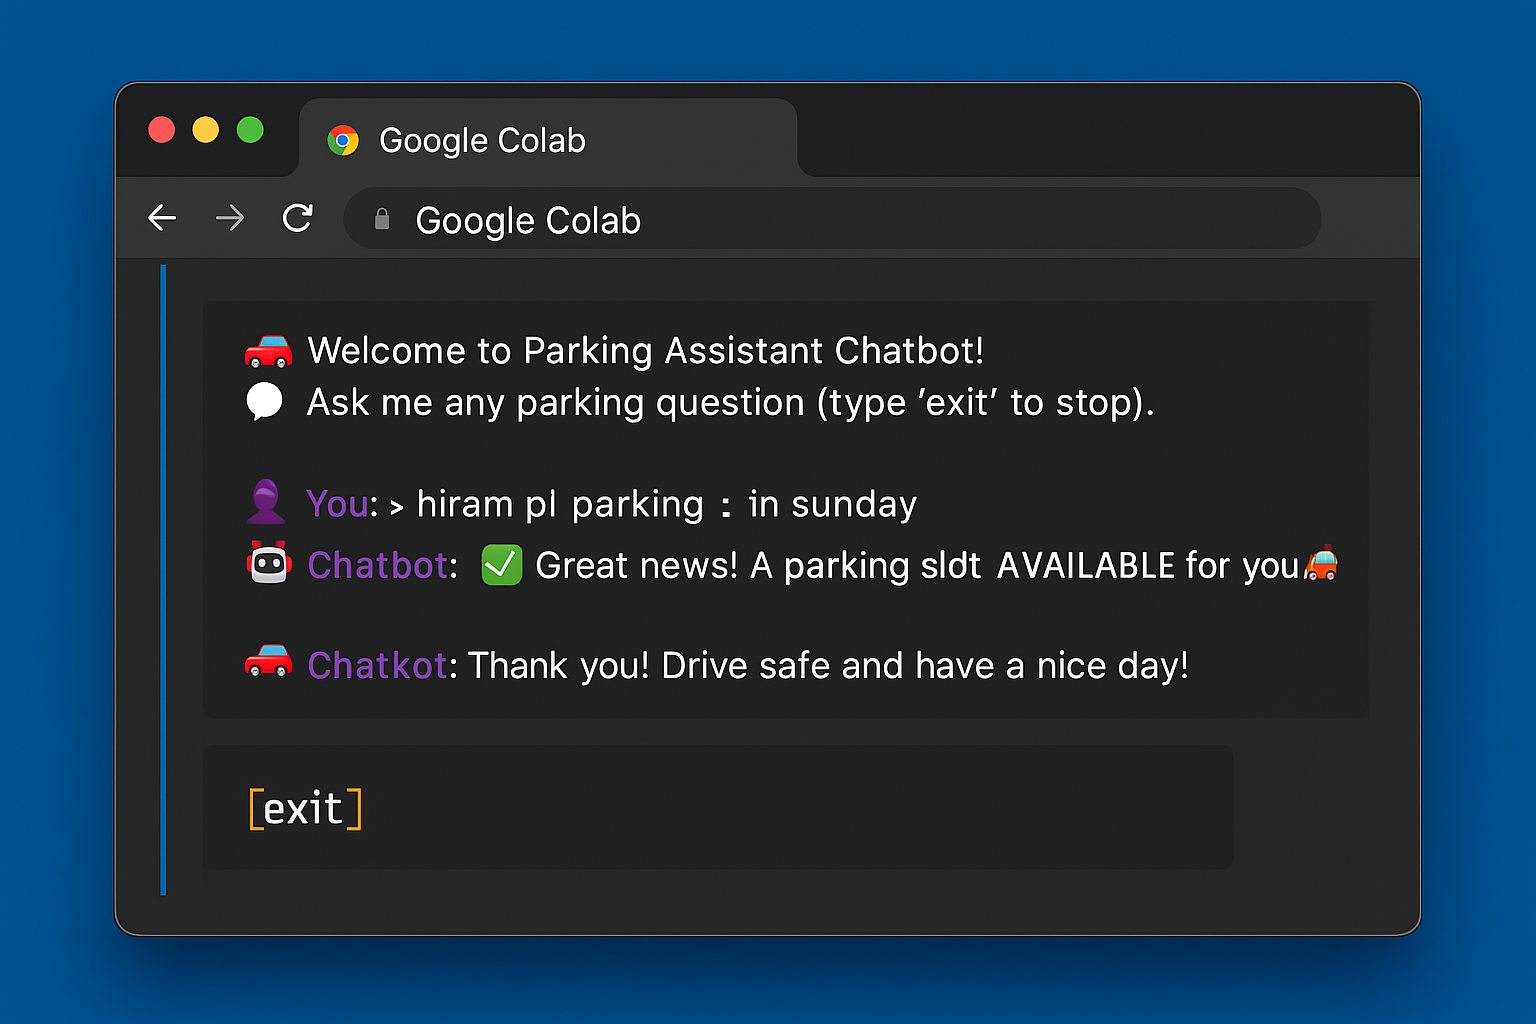 Google Colab
Google Colab
🚗 Welcome to Parking Assistant Chatbot!
💬 Ask me any parking question (type ’exit’ to stop).
You: > hiram pl parking : in sunday
Chatbot: ✅ Great news! A parking sldt AVAILABLE for you
Chatkot: Thank you! Drive safe and have a nice day!
[exit]